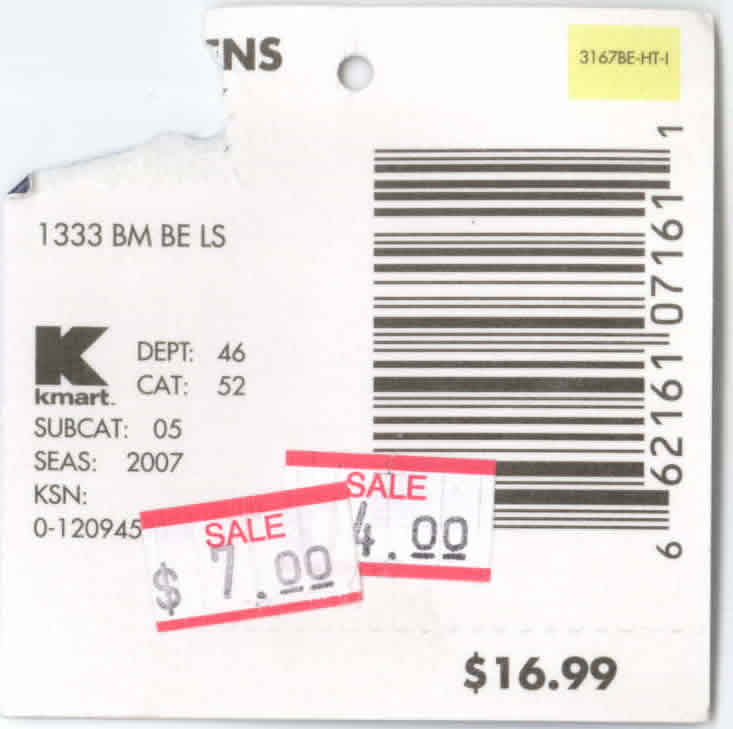 ENS
3167BE-HT-I
1333 BM BE LS
kmart.
DEPT: 46
CAT: 52
SUBCAT: 05
SEAS: 2007
KSN:
0-120945
6 62161 07161 1
SALE
4.00
SALE
$ 7.00
$16.99